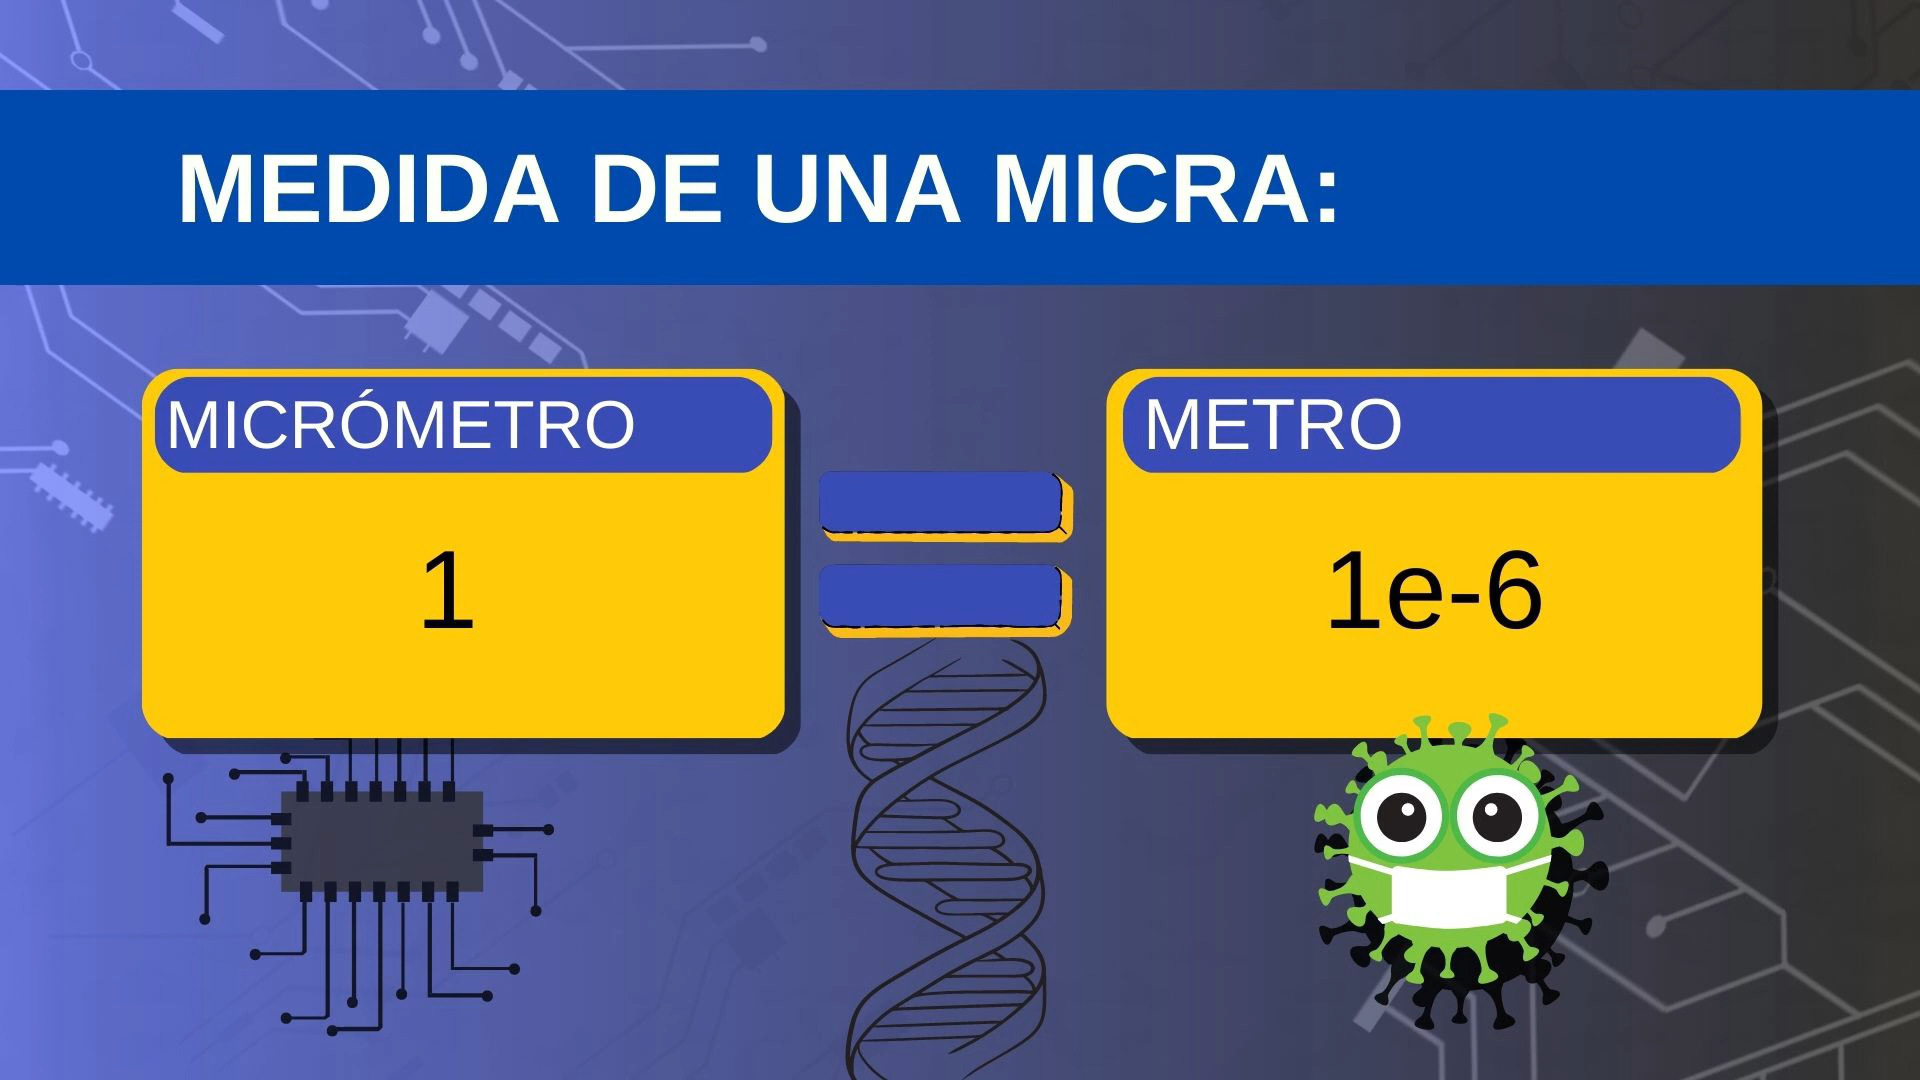 MEDIDA DE UNA MICRA:
MICRÓMETRO
METRO
1
1e-6